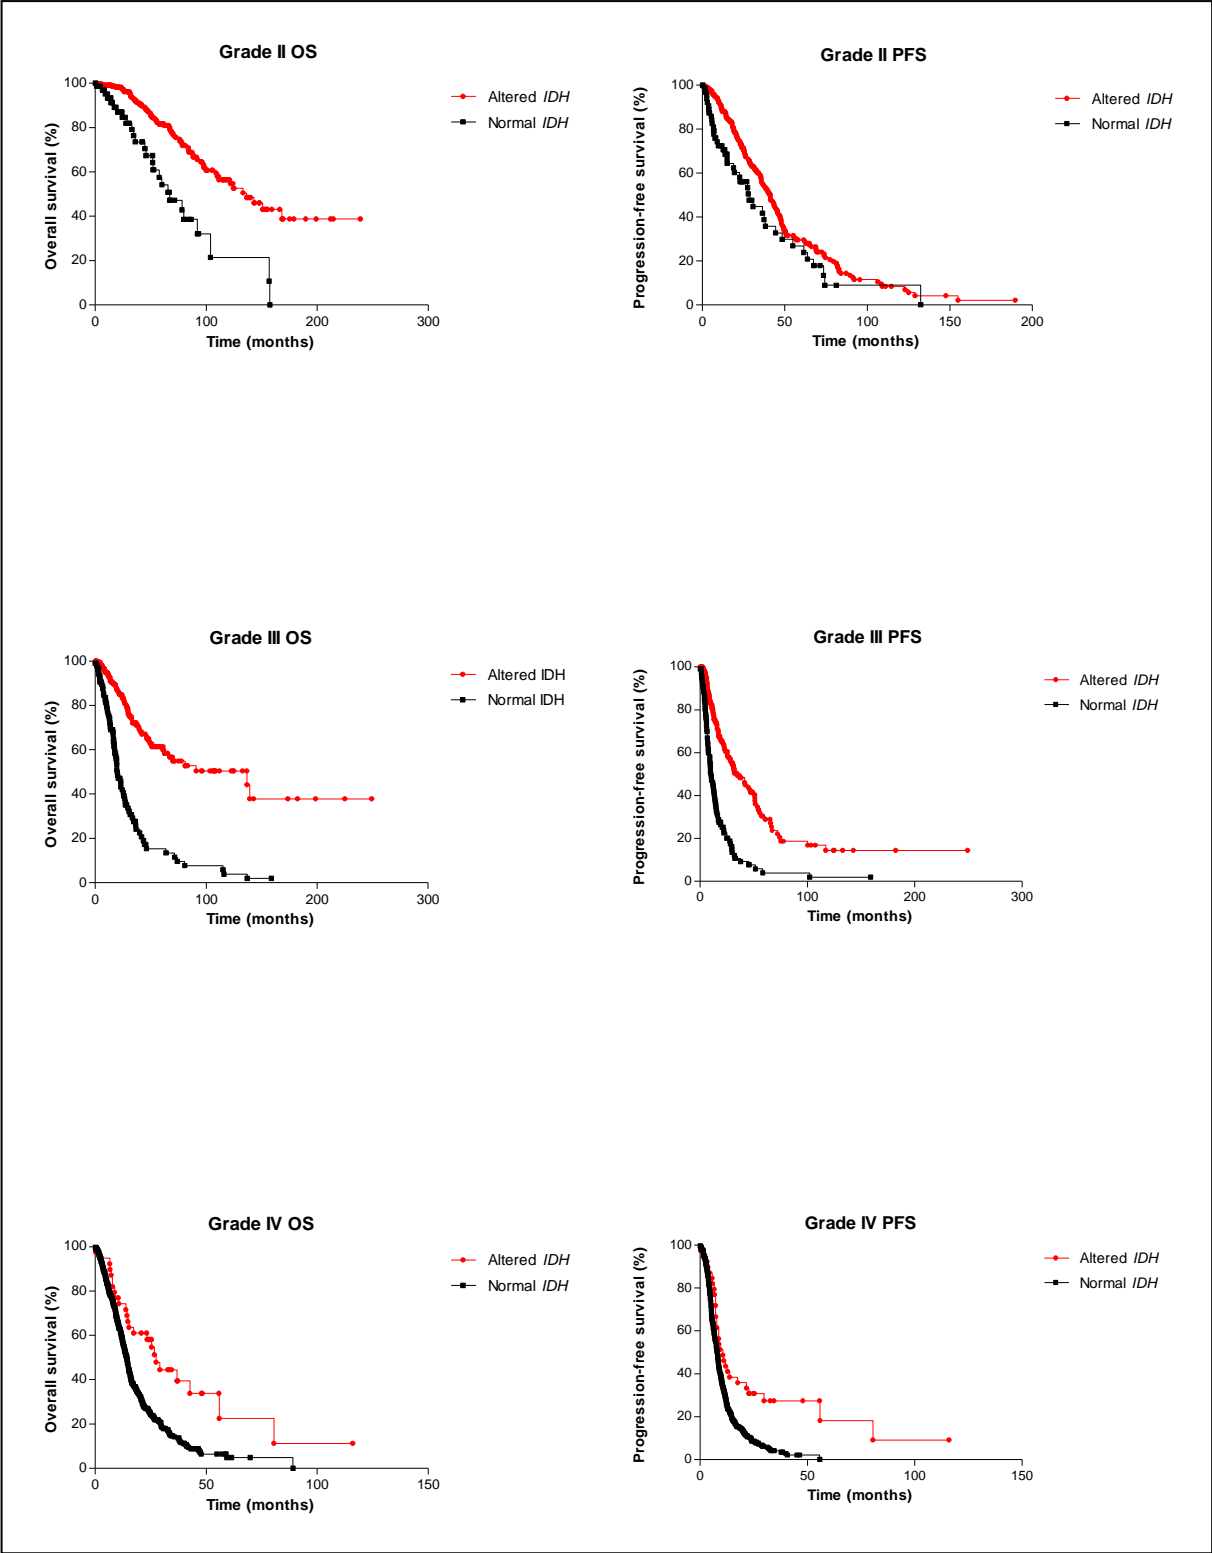 Grade II OS
Overall survival (%)
100
80
60
40
20
0
0 100 200 300
Time (months)
Altered IDH
Normal IDH
Grade II PFS
Progression-free survival (%)
100
80
60
40
20
0
0 50 100 150 200
Time (months)
Altered IDH
Normal IDH
Grade III OS
Overall survival (%)
100
80
60
40
20
0
0 100 200 300
Time (months)
Altered IDH
Normal IDH
Grade III PFS
Progression-free survival (%)
100
80
60
40
20
0
0 100 200 300
Time (months)
Altered IDH
Normal IDH
Grade IV OS
Overall survival (%)
100
80
60
40
20
0
0 50 100 150
Time (months)
Altered IDH
Normal IDH
Grade IV PFS
Progression-free survival (%)
100
80
60
40
20
0
0 50 100 150
Time (months)
Altered IDH
Normal IDH